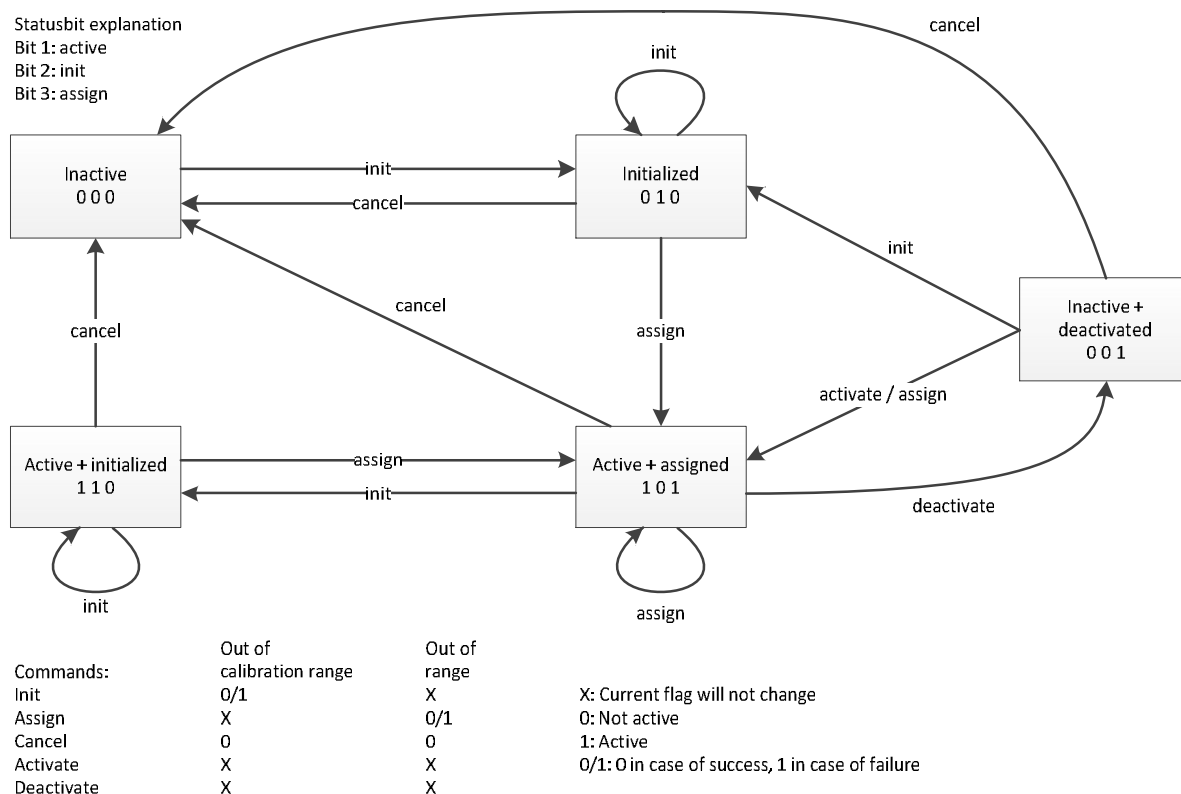 Statusbit explanation
Bit 1: active
Bit 2: init
Bit 3: assign
cancel
init
Inactive
0 0 0
init
cancel
Initialized
0 1 0
init
cancel
cancel
assign
Inactive +
deactivated
0 0 1
activate / assign
Active + initialized
1 1 0
assign
init
Active + assigned
1 0 1
deactivate
init
assign
Commands:
Out of
calibration range
Out of
range
Init 0/1 X X: Current flag will not change
Assign X 0/1 0: Not active
Cancel 0 0 1: Active
Activate X X 0/1: 0 in case of success, 1 in case of failure
Deactivate X X